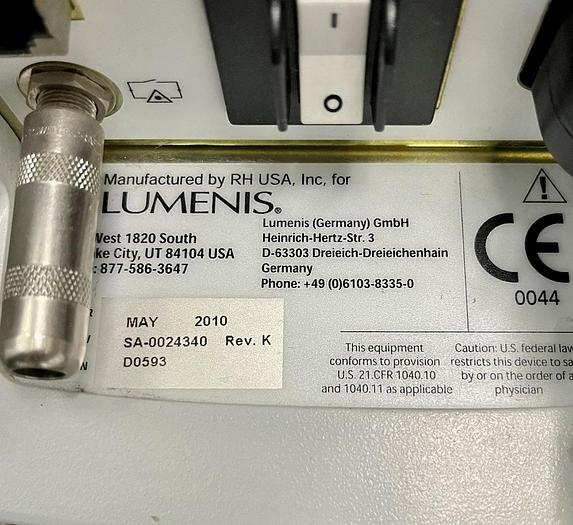 I
O
Manufactured by RH USA, Inc, for
LUMENIS®
West 1820 South
ke City, UT 84104 USA
: 877-586-3647
Lumenis (Germany) GmbH
Heinrich-Hertz-Str. 3
D-63303 Dreieich-Dreieichenhain
Germany
Phone: +49 (0)6103-8335-0
CE
0044
MAY 2010
SA-0024340 Rev. K
D0593
This equipment
conforms to provision
U.S. 21.CFR 1040.10
and 1040.11 as applicable
Caution: U.S. federal law
restricts this device to sa
by or on the order of a
physician